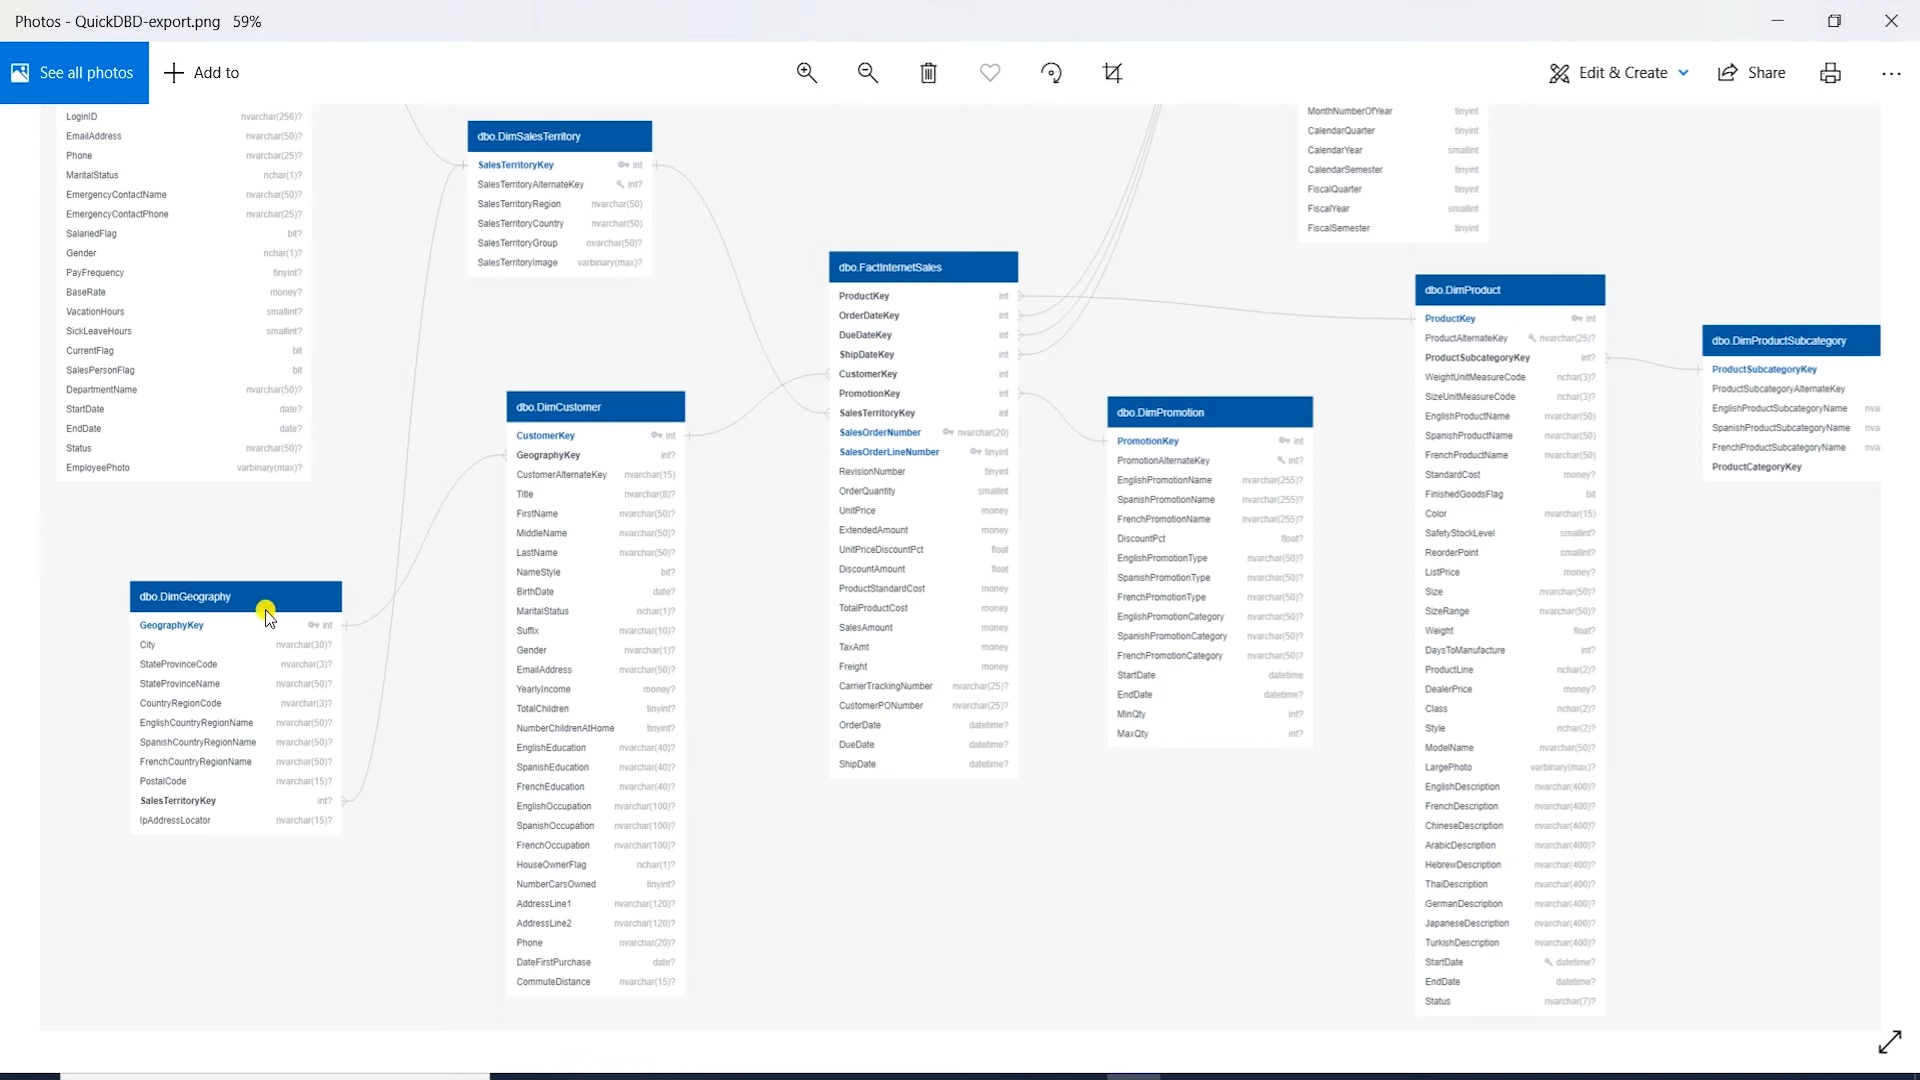 Photos - QuickDBD-export.png 59%
See all photos
Add to
Edit & Create
Share
LoginID nvarchar(256)?
EmailAddress nvarchar(50)?
Phone nvarchar(25)?
MaritalStatus nchar(1)?
EmergencyContactName nvarchar(50)?
EmergencyContactPhone nvarchar(25)?
SalariedFlag bit?
Gender nchar(1)?
PayFrequency tinyint?
BaseRate money?
VacationHours smallint?
SickLeaveHours smallint?
CurrentFlag bit
SalesPersonFlag bit
DepartmentName nvarchar(50)?
StartDate date?
EndDate date?
Status nvarchar(50)?
EmployeePhoto varbinary(max)?
dbo.DimGeography
GeographyKey int
City nvarchar(30)?
StateProvinceCode nvarchar(3)?
StateProvinceName nvarchar(50)?
CountryRegionCode nvarchar(3)?
EnglishCountryRegionName nvarchar(50)?
SpanishCountryRegionName nvarchar(50)?
FrenchCountryRegionName nvarchar(50)?
PostalCode nvarchar(15)?
SalesTerritoryKey int?
IpAddressLocator nvarchar(15)?
dbo.DimSalesTerritory
SalesTerritoryKey int
SalesTerritoryAlternateKey int?
SalesTerritoryRegion nvarchar(50)
SalesTerritoryCountry nvarchar(50)
SalesTerritoryGroup nvarchar(50)?
SalesTerritoryImage varbinary(max)?
dbo.DimCustomer
CustomerKey int
GeographyKey int?
CustomerAlternateKey nvarchar(15)
Title nvarchar(8)?
FirstName nvarchar(50)?
MiddleName nvarchar(50)?
LastName nvarchar(50)?
NameStyle bit?
BirthDate date?
MaritalStatus nchar(1)?
Suffix nvarchar(10)?
Gender nvarchar(1)?
EmailAddress nvarchar(50)?
YearlyIncome money?
TotalChildren tinyint?
NumberChildrenAtHome tinyint?
EnglishEducation nvarchar(40)?
SpanishEducation nvarchar(40)?
FrenchEducation nvarchar(40)?
EnglishOccupation nvarchar(100)?
SpanishOccupation nvarchar(100)?
FrenchOccupation nvarchar(100)?
HouseOwnerFlag nchar(1)?
NumberCarsOwned tinyint?
AddressLine1 nvarchar(120)?
AddressLine2 nvarchar(120)?
Phone nvarchar(20)?
DateFirstPurchase date?
CommuteDistance nvarchar(15)?
dbo.FactInternetSales
ProductKey int
OrderDateKey int
DueDateKey int
ShipDateKey int
CustomerKey int
PromotionKey int
SalesTerritoryKey int
SalesOrderNumber nvarchar(20)
SalesOrderLineNumber tinyint
RevisionNumber tinyint
OrderQuantity smallint
UnitPrice money
ExtendedAmount money
UnitPriceDiscountPct float
DiscountAmount float
ProductStandardCost money
TotalProductCost money
SalesAmount money
TaxAmt money
Freight money
CarrierTrackingNumber nvarchar(25)?
CustomerPONumber nvarchar(25)?
OrderDate datetime?
DueDate datetime?
ShipDate datetime?
dbo.DimPromotion
PromotionKey int
PromotionAlternateKey int?
EnglishPromotionName nvarchar(255)?
SpanishPromotionName nvarchar(255)?
FrenchPromotionName nvarchar(255)?
DiscountPct float?
EnglishPromotionType nvarchar(50)?
SpanishPromotionType nvarchar(50)?
FrenchPromotionType nvarchar(50)?
EnglishPromotionCategory nvarchar(50)?
SpanishPromotionCategory nvarchar(50)?
FrenchPromotionCategory nvarchar(50)?
StartDate datetime
EndDate datetime?
MinQty int?
MaxQty int?
MonthNumberOfYear tinyint
CalendarQuarter tinyint
CalendarYear smallint
CalendarSemester tinyint
FiscalQuarter tinyint
FiscalYear smallint
FiscalSemester tinyint
dbo.DimProduct
ProductKey int
ProductAlternateKey nvarchar(25)?
ProductSubcategoryKey int?
WeightUnitMeasureCode nchar(3)?
SizeUnitMeasureCode nchar(3)?
EnglishProductName nvarchar(50)
SpanishProductName nvarchar(50)
FrenchProductName nvarchar(50)
StandardCost money?
FinishedGoodsFlag bit
Color nvarchar(15)
SafetyStockLevel smallint?
ReorderPoint smallint?
ListPrice money?
Size nvarchar(50)?
SizeRange nvarchar(50)?
Weight float?
DaysToManufacture int?
ProductLine nchar(2)?
DealerPrice money?
Class nchar(2)?
Style nchar(2)?
ModelName nvarchar(50)?
LargePhoto varbinary(max)?
EnglishDescription nvarchar(400)?
FrenchDescription nvarchar(400)?
ChineseDescription nvarchar(400)?
ArabicDescription nvarchar(400)?
HebrewDescription nvarchar(400)?
ThaiDescription nvarchar(400)?
GermanDescription nvarchar(400)?
JapaneseDescription nvarchar(400)?
TurkishDescription nvarchar(400)?
StartDate datetime?
EndDate datetime?
Status nvarchar(7)?
dbo.DimProductSubcategory
ProductSubcategoryKey
ProductSubcategoryAlternateKey
EnglishProductSubcategoryName nva
SpanishProductSubcategoryName nva
FrenchProductSubcategoryName nva
ProductCategoryKey